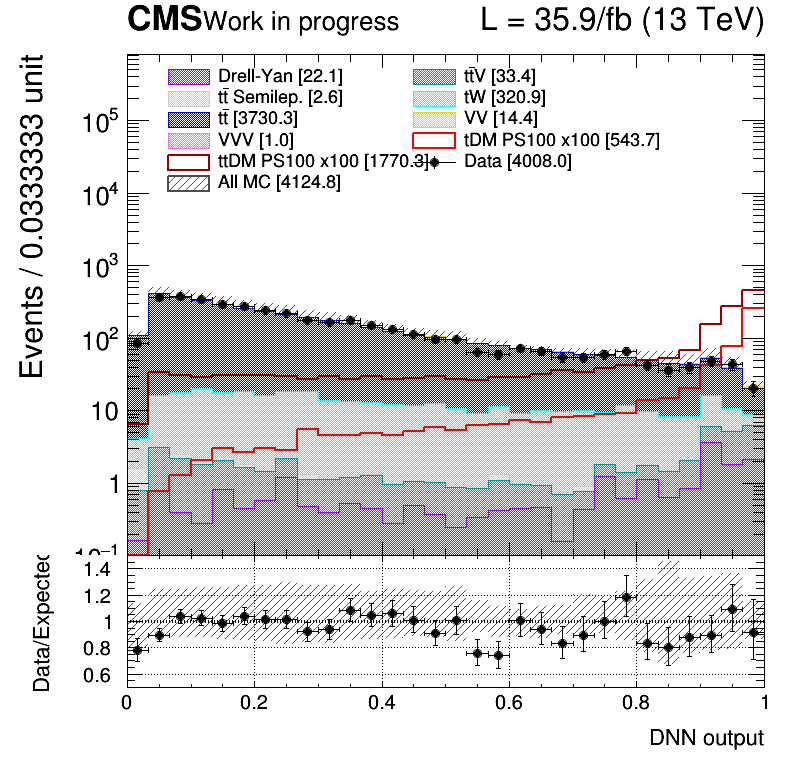 CMS Work in progress L = 35.9/fb (13 TeV)
Events / 0.0333333 unit
Drell-Yan [22.1] tt̄V [33.4]
tt̄ Semilep. [2.6] tW [320.9]
tt̄ [3730.3] VV [14.4]
VVV [1.0] tDM PS100 x100 [543.7]
ttDM PS100 x100 [1770.3] Data [4008.0]
All MC [4124.8]
10⁵
10⁴
10³
10²
10
1
10⁻¹
Data/Expected
1.4
1.2
1
0.8
0.6
0 0.2 0.4 0.6 0.8 1
DNN output